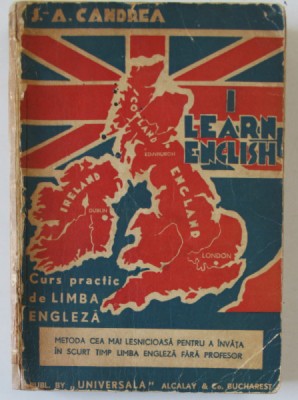 J.-A. CANDREA
I
LEARN
ENGLISH
SCOTLAND
EDINBURGH
IRELAND
DUBLIN
ENGLAND
LONDON
Curs practic
de LIMBA
ENGLEZĂ
METODA CEA MAI LESNICIOASĂ PENTRU A ÎNVĂȚA
ÎN SCURT TIMP LIMBA ENGLEZĂ FĂRĂ PROFESOR
PUBL. BY „UNIVERSALA" ALCALAY & Co. BUCHAREST